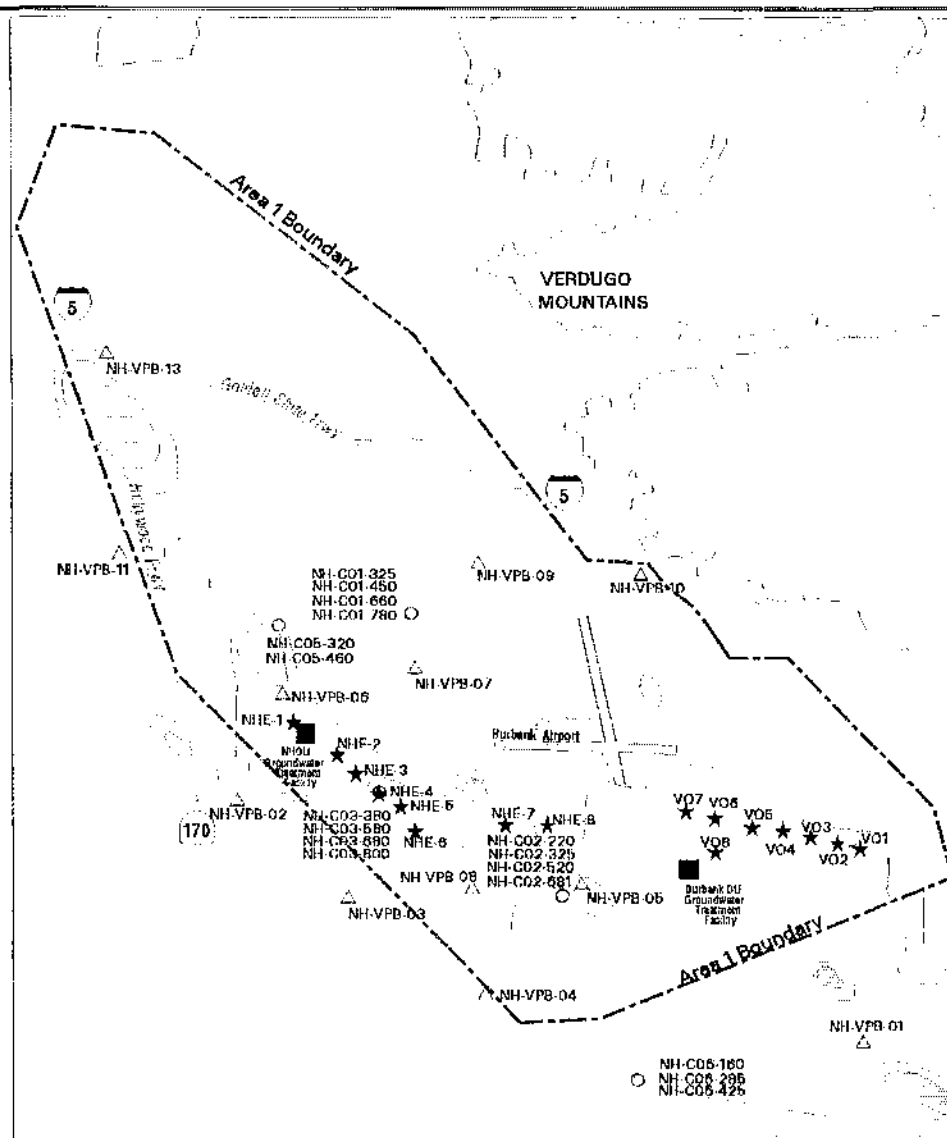 Area 1 Boundary
VERDUGO
MOUNTAINS
5
NH-VPB-13
Golden State Frwy
5
NH-VPB-11
NH-C01-325
NH-C01-450
NH-C01-660
NH-C01-780
NH-VPB-09
NH-VPB-10
NH-C05-320
NH-C05-460
NH-VPB-07
NH-VPB-06
NHE-1
NHOU
Groundwater
Treatment
Facility
NHE-2
Burbank Airport
NHE-3
NHE-4
NHE-5
NHE-6
NH-VPB-02
170
NH-C03-380
NH-C03-580
NH-C03-680
NH-C03-800
NHE-7
NHE-8
NH-C02-220
NH-C02-325
NH-C02-520
NH-C02-681
VO7
VO6
VO5
VO4
VO3
VO2
VO1
VO8
Burbank OU
Groundwater
Treatment
Facility
NH-VPB-08
NH-VPB-05
NH-VPB-03
Area 1 Boundary
NH-VPB-04
NH-VPB-01
NH-C06-160
NH-C06-285
NH-C06-425